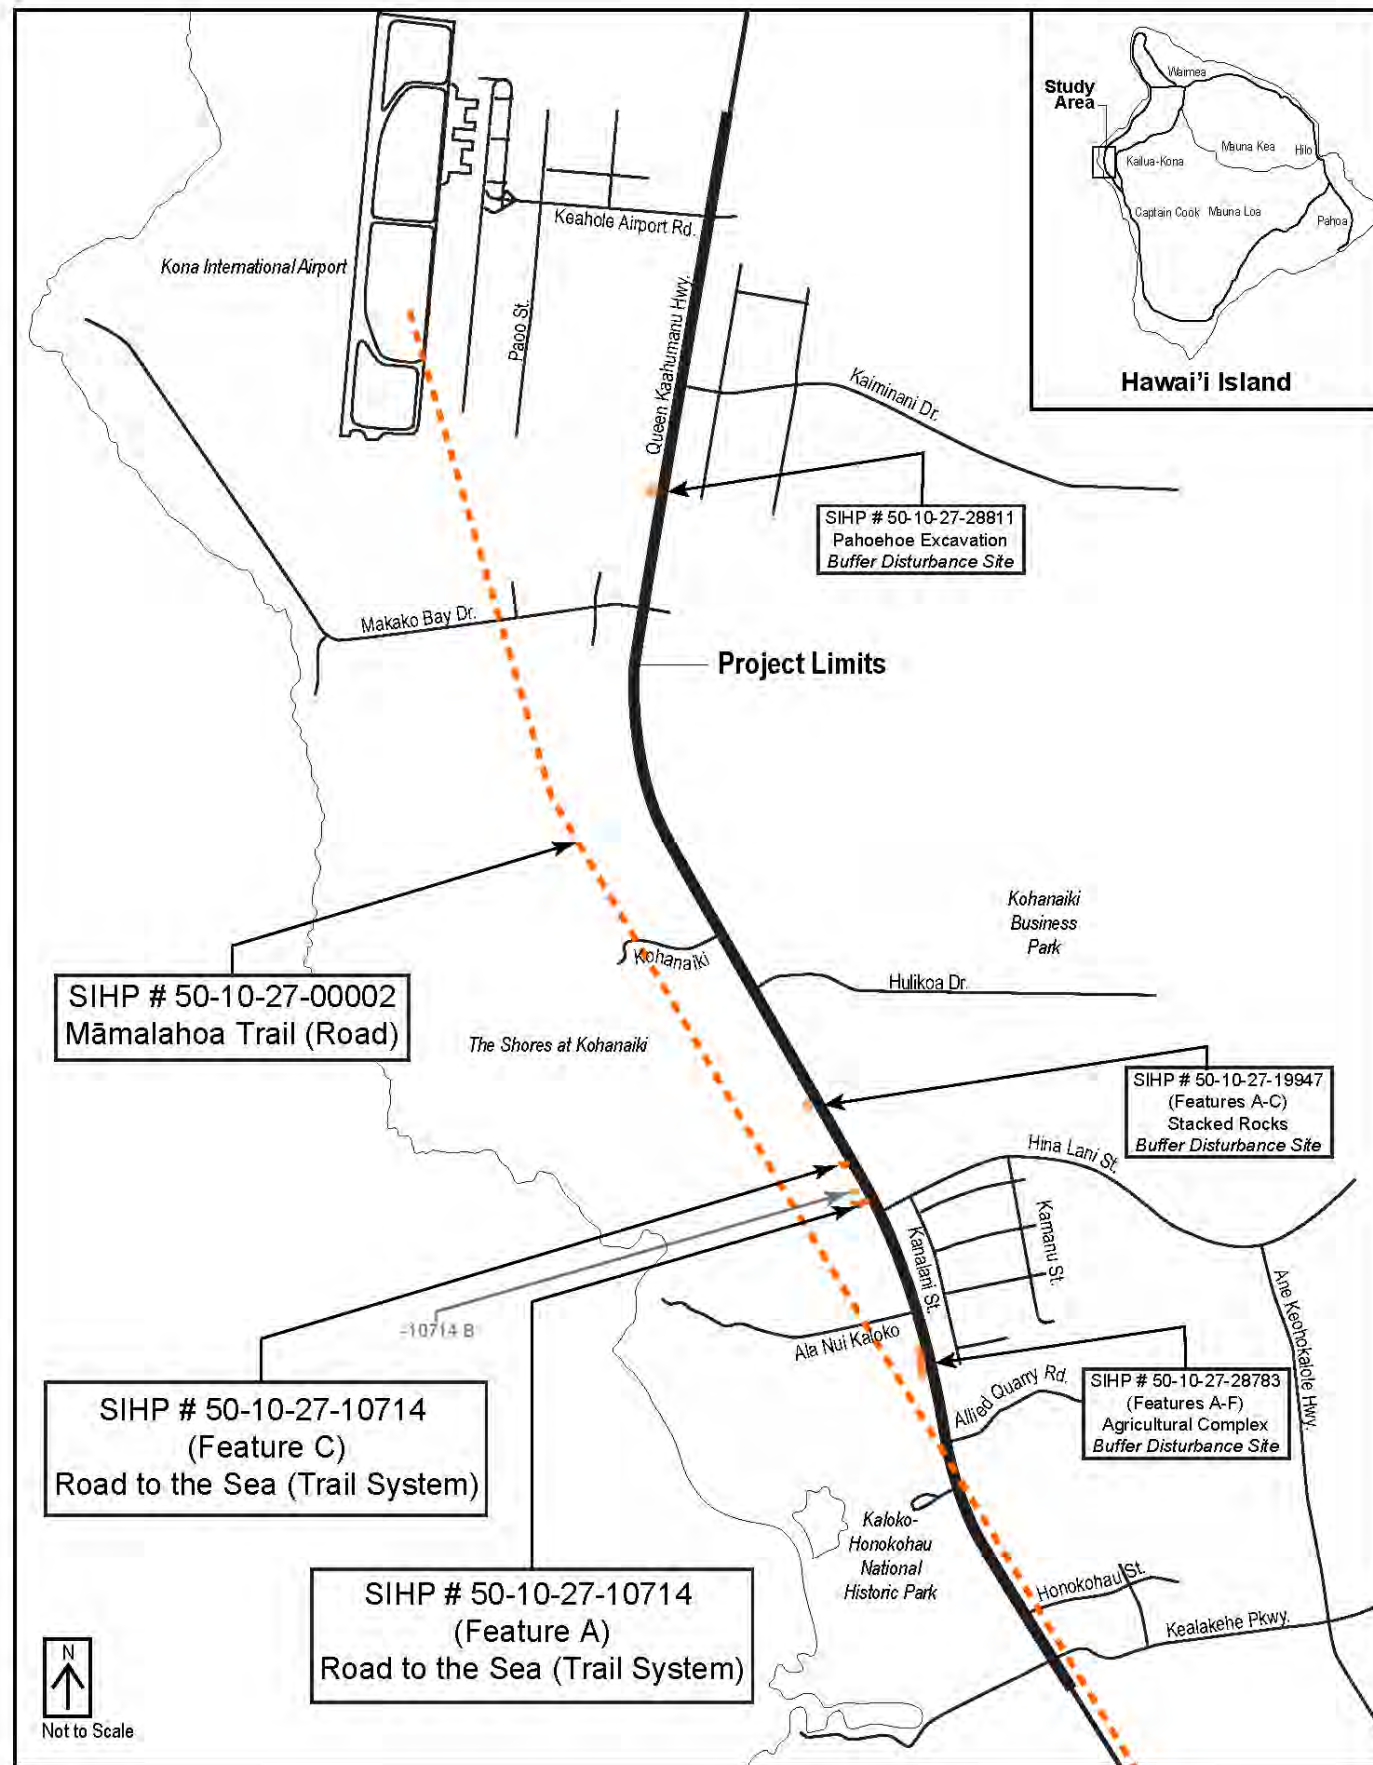 Study
Area
Waimea
Mauna Kea
Hilo
Kailua-Kona
Captain Cook
Mauna Loa
Pahoa
Hawai'i Island
Keahole Airport Rd.
Kona International Airport
Paoo St.
Queen Kaahumanu Hwy.
Kaiminani Dr.
SIHP # 50-10-27-28811
Pahoehoe Excavation
Buffer Disturbance Site
Makako Bay Dr.
Project Limits
Kohanaiki
Business
Park
Kohanaiki
Hulikoa Dr.
SIHP # 50-10-27-00002
Māmalahoa Trail (Road)
The Shores at Kohanaiki
SIHP # 50-10-27-19947
(Features A-C)
Stacked Rocks
Buffer Disturbance Site
Hina Lani St.
Kamanu St.
Kanalani St.
Ane Keohokalole Hwy.
-10714 B
Ala Nui Kaloko
Allied Quarry Rd.
SIHP # 50-10-27-28783
(Features A-F)
Agricultural Complex
Buffer Disturbance Site
SIHP # 50-10-27-10714
(Feature C)
Road to the Sea (Trail System)
Kaloko-
Honokohau
National
Historic Park
SIHP # 50-10-27-10714
(Feature A)
Road to the Sea (Trail System)
Honokohau St.
Kealakehe Pkwy.
N
Not to Scale